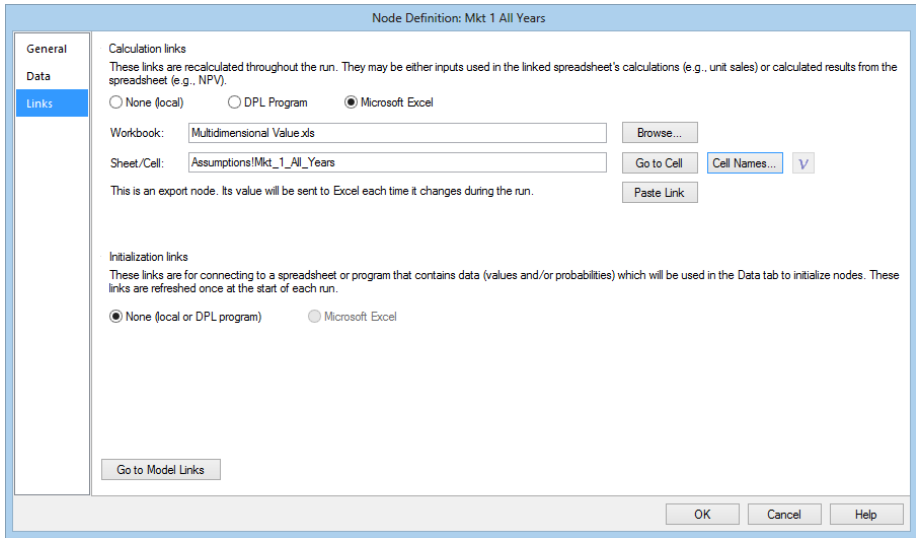 Node Definition: Mkt 1 All Years
General
Data
Links
Calculation links
These links are recalculated throughout the run. They may be either inputs used in the linked spreadsheet's calculations (e.g., unit sales) or calculated results from the
spreadsheet (e.g., NPV).
None (local) DPL Program Microsoft Excel
Workbook: Multidimensional Value.xls Browse...
Sheet/Cell: Assumptions!Mkt_1_All_Years Go to Cell Cell Names... v
This is an export node. Its value will be sent to Excel each time it changes during the run. Paste Link
Initialization links
These links are for connecting to a spreadsheet or program that contains data (values and/or probabilities) which will be used in the Data tab to initialize nodes. These
links are refreshed once at the start of each run.
None (local or DPL program) Microsoft Excel
Go to Model Links
OK Cancel Help